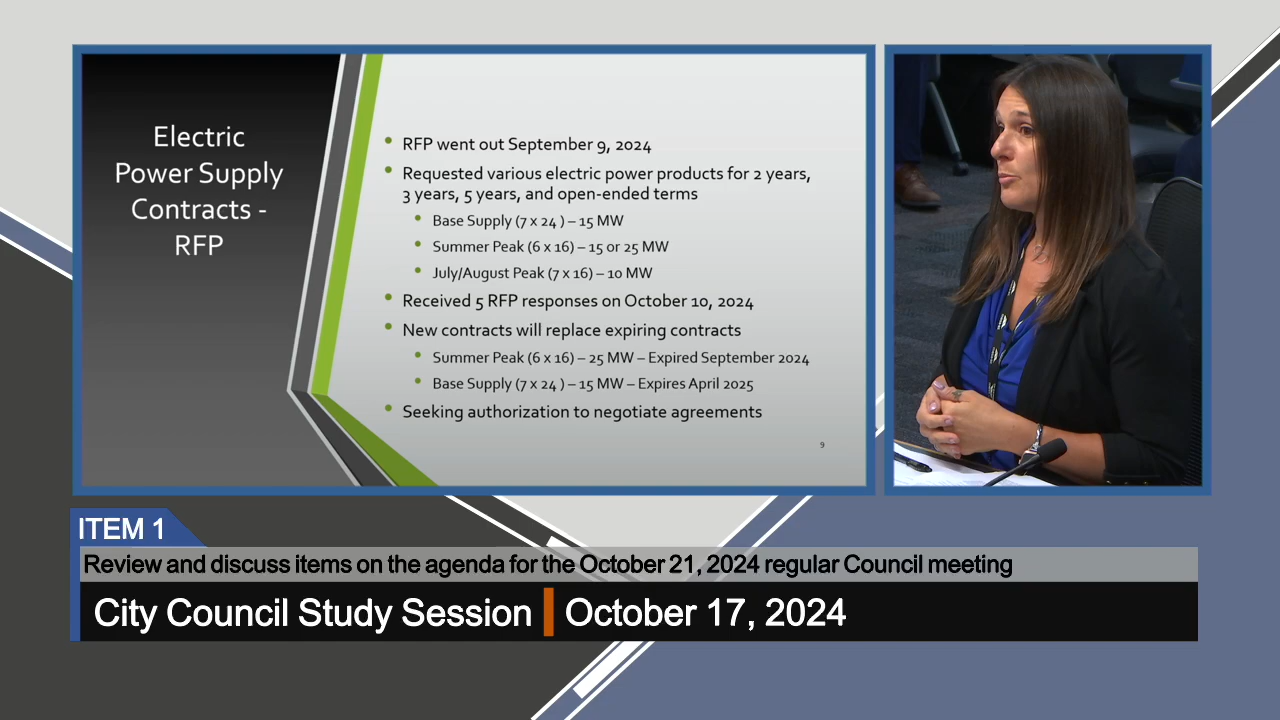 Electric
Power Supply
Contracts -
RFP
• RFP went out September 9, 2024
• Requested various electric power products for 2 years,
3 years, 5 years, and open-ended terms
• Base Supply (7 x 24 ) – 15 MW
• Summer Peak (6 x 16) – 15 or 25 MW
• July/August Peak (7 x 16) – 10 MW
• Received 5 RFP responses on October 10, 2024
• New contracts will replace expiring contracts
• Summer Peak (6 x 16) – 25 MW – Expired September 2024
• Base Supply (7 x 24 ) – 15 MW – Expires April 2025
• Seeking authorization to negotiate agreements
9
ITEM 1
Review and discuss items on the agenda for the October 21, 2024 regular Council meeting
City Council Study Session October 17, 2024